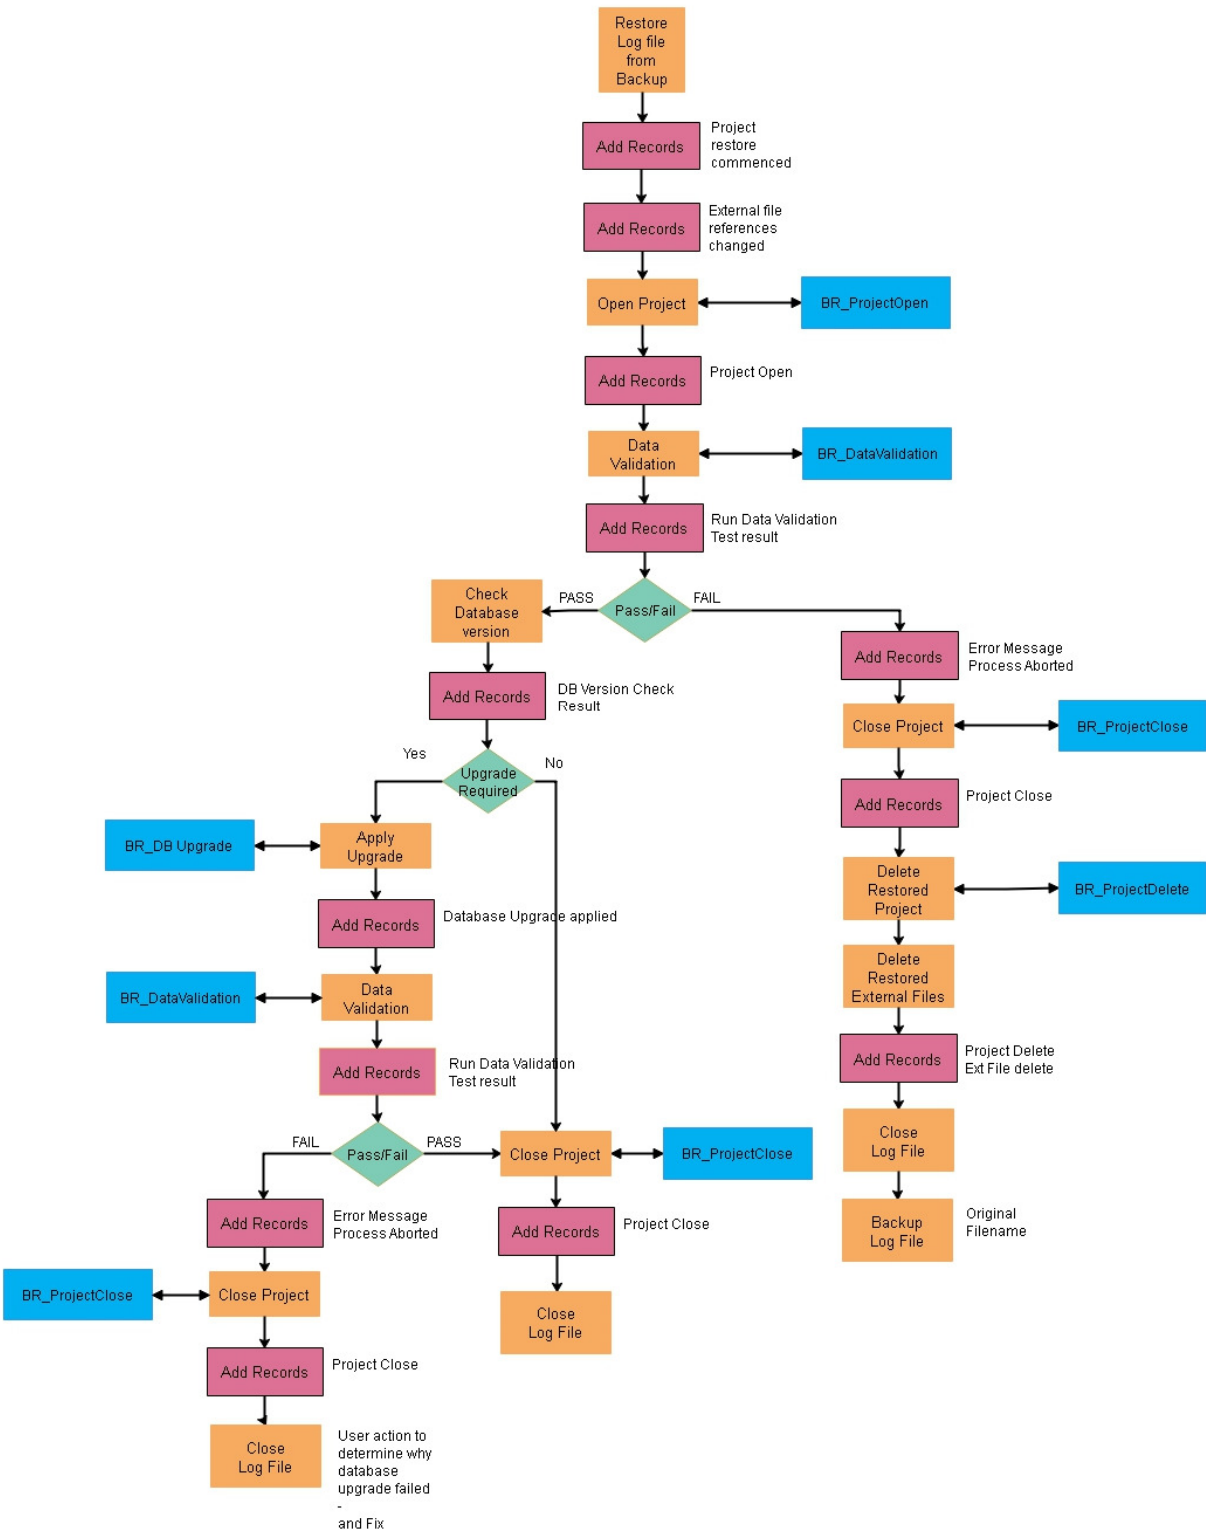 Restore
Log file
from
Backup
Add Records
Project
restore
commenced
Add Records
External file
references
changed
Open Project
BR_ProjectOpen
Add Records
Project Open
Data
Validation
BR_DataValidation
Add Records
Run Data Validation
Test result
Pass/Fail
PASS
FAIL
Check
Database
version
Add Records
DB Version Check
Result
Upgrade
Required
Yes
No
BR_DB Upgrade
Apply
Upgrade
Add Records
Database Upgrade applied
BR_DataValidation
Data
Validation
Add Records
Run Data Validation
Test result
Pass/Fail
FAIL
PASS
Add Records
Error Message
Process Aborted
BR_ProjectClose
Close Project
Add Records
Project Close
Close
Log File
User action to
determine why
database
upgrade failed
-
and Fix
Close Project
BR_ProjectClose
Add Records
Project Close
Close
Log File
Add Records
Error Message
Process Aborted
Close Project
BR_ProjectClose
Add Records
Project Close
Delete
Restored
Project
BR_ProjectDelete
Delete
Restored
External Files
Add Records
Project Delete
Ext File delete
Close
Log File
Backup
Log File
Original
Filename